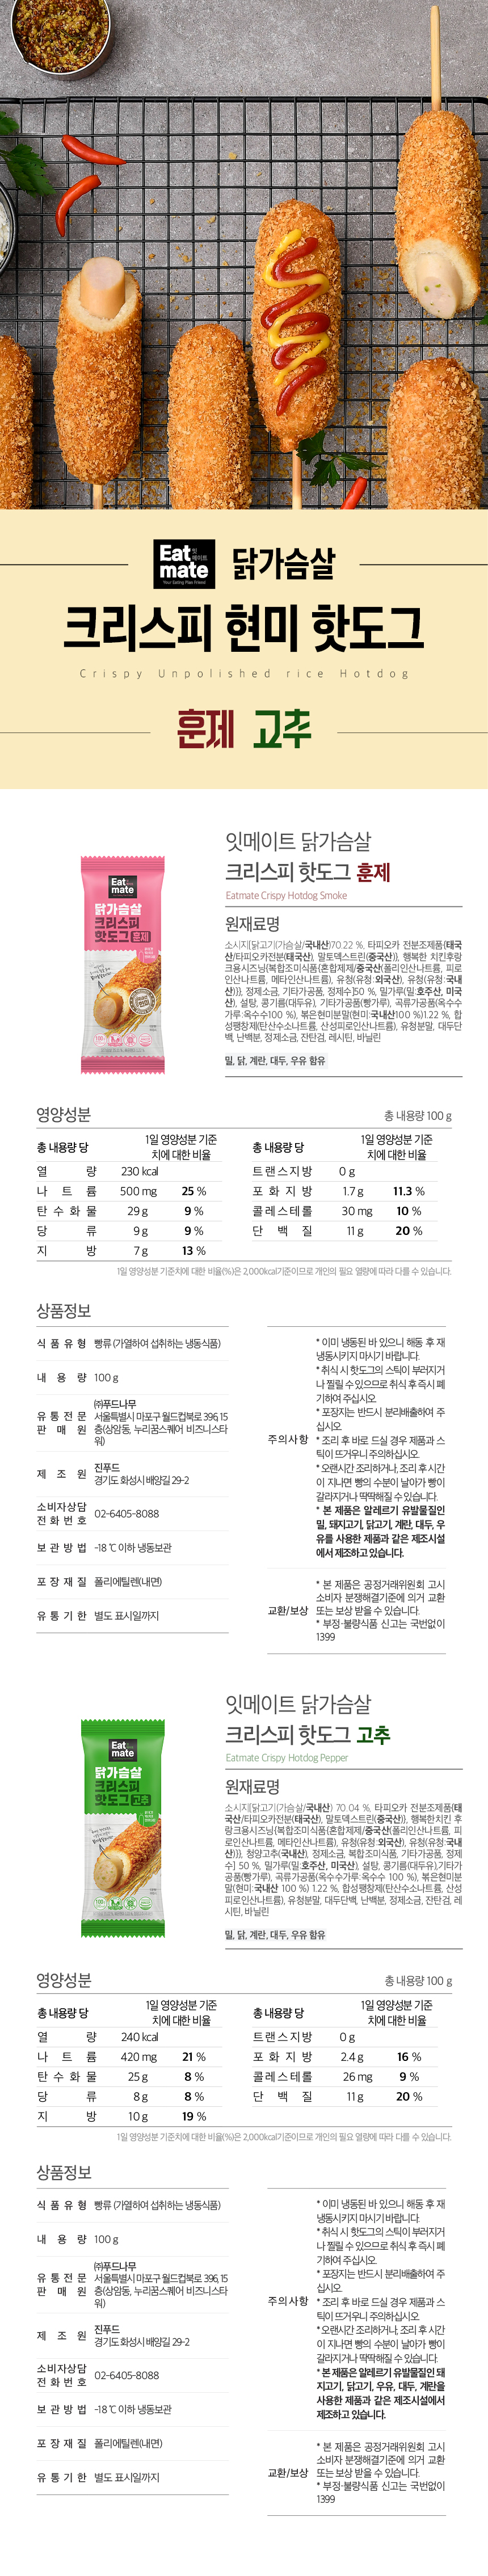 Eat 잇
메이트
mate
Your Eating Plan Friend
닭가슴살
크리스피 현미 핫도그
Crispy Unpolished rice Hotdog
훈제 고추
Eat
mate
닭가슴살
크리스피
핫도그 훈제
잇메이트 닭가슴살
크리스피 핫도그 훈제
Eatmate Crispy Hotdog Smoke
원재료명
소시지[닭고기(가슴살/국내산)70.22 %, 타피오카 전분조제품{태국
산/타피오카전분(태국산), 말토덱스트린(중국산)}, 행복한 치킨후랑
크용시즈닝{복합조미식품(혼합제제/중국산(폴리인산나트륨, 피로
인산나트륨, 메타인산나트륨), 유청(유청:외국산), 유청(유청:국내
산)}, 정제소금, 기타가공품, 정제수]50 %, 밀가루(밀:호주산, 미국
산), 설탕, 콩기름(대두유), 기타가공품(빵가루), 곡류가공품(옥수수
가루:옥수수100 %), 볶은현미분말(현미:국내산100 %)1.22 %, 합
성팽창제(탄산수소나트륨, 산성피로인산나트륨), 유청분말, 대두단
백, 난백분, 정제소금, 잔탄검, 레시틴, 바닐린
밀, 닭, 계란, 대두, 우유 함유
영양성분 총 내용량 100 g
총 내용량 당 1일 영양성분 기준
치에 대한 비율 총 내용량 당 1일 영양성분 기준
치에 대한 비율
열 량 230 kcal 트랜스지방 0 g
나 트 륨 500 mg 25 % 포 화 지 방 1.7 g 11.3 %
탄 수 화 물 29 g 9 % 콜레스테롤 30 mg 10 %
당 류 9 g 9 % 단 백 질 11 g 20 %
지 방 7 g 13 %
1일 영양성분 기준치에 대한 비율(%)은 2,000kcal기준이므로 개인의 필요 열량에 따라 다를 수 있습니다.
상품정보
식 품 유 형 빵류 (가열하여 섭취하는 냉동식품)
내 용 량 100 g
유 통 전 문
판 매 원
㈜푸드나무
서울특별시 마포구 월드컵북로 396, 15
층(상암동, 누리꿈스퀘어 비즈니스타
워)
제 조 원
진푸드
경기도 화성시 배양길 29-2
소비자상담
전 화 번 호
02-6405-8088
보 관 방 법 -18 ℃ 이하 냉동보관
포 장 재 질 폴리에틸렌(내면)
유 통 기 한 별도 표시일까지
주의사항
* 이미 냉동된 바 있으니 해동 후 재
냉동시키지 마시기 바랍니다.
* 취식 시 핫도그의 스틱이 부러지거
나 찔릴 수 있으므로 취식 후 즉시 폐
기하여 주십시오.
* 포장지는 반드시 분리배출하여 주
십시오.
* 조리 후 바로 드실 경우 제품과 스
틱이 뜨거우니 주의하십시오.
* 오랜시간 조리하거나, 조리 후 시간
이 지나면 빵의 수분이 날아가 빵이
갈라지거나 딱딱해질 수 있습니다.
* 본 제품은 알레르기 유발물질인
밀, 돼지고기, 닭고기, 계란, 대두, 우
유를 사용한 제품과 같은 제조시설
에서 제조하고 있습니다.
교환/보상
* 본 제품은 공정거래위원회 고시
소비자 분쟁해결기준에 의거 교환
또는 보상 받을 수 있습니다.
* 부정·불량식품 신고는 국번없이
1399
Eat
mate
닭가슴살
크리스피
핫도그 고추
잇메이트 닭가슴살
크리스피 핫도그 고추
Eatmate Crispy Hotdog Pepper
원재료명
소시지[닭고기(가슴살/국내산) 70. 04 %, 타피오카 전분조제품{태
국산/타피오카전분(태국산), 말토덱스트린(중국산)}, 행복한치킨 후
랑크용시즈닝{복합조미식품(혼합제제/중국산(폴리인산나트륨, 피
로인산나트륨, 메타인산나트륨), 유청(유청:외국산), 유청(유청:국내
산)}, 청양고추(국내산), 정제소금, 복합조미식품, 기타가공품, 정제
수] 50 %, 밀가루(밀:호주산, 미국산), 설탕, 콩기름(대두유),기타가
공품(빵가루), 곡류가공품(옥수수가루:옥수수 100 %), 볶은현미분
말(현미:국내산 100 %) 1.22 %, 합성팽창제(탄산수소나트륨, 산성
피로인산나트륨), 유청분말, 대두단백, 난백분, 정제소금, 잔탄검, 레
시틴, 바닐린
밀, 닭, 계란, 대두, 우유 함유
영양성분 총 내용량 100 g
총 내용량 당 1일 영양성분 기준
치에 대한 비율 총 내용량 당 1일 영양성분 기준
치에 대한 비율
열 량 240 kcal 트랜스지방 0 g
나 트 륨 420 mg 21 % 포 화 지 방 2.4 g 16 %
탄 수 화 물 25 g 8 % 콜레스테롤 26 mg 9 %
당 류 8 g 8 % 단 백 질 11 g 20 %
지 방 10 g 19 %
1일 영양성분 기준치에 대한 비율(%)은 2,000kcal기준이므로 개인의 필요 열량에 따라 다를 수 있습니다.
상품정보
식 품 유 형 빵류 (가열하여 섭취하는 냉동식품)
내 용 량 100 g
유 통 전 문
판 매 원
㈜푸드나무
서울특별시 마포구 월드컵북로 396, 15
층(상암동, 누리꿈스퀘어 비즈니스타
워)
제 조 원
진푸드
경기도 화성시 배양길 29-2
소비자상담
전 화 번 호
02-6405-8088
보 관 방 법 -18 ℃ 이하 냉동보관
포 장 재 질 폴리에틸렌(내면)
유 통 기 한 별도 표시일까지
주의사항
* 이미 냉동된 바 있으니 해동 후 재
냉동시키지 마시기 바랍니다.
* 취식 시 핫도그의 스틱이 부러지거
나 찔릴 수 있으므로 취식 후 즉시 폐
기하여 주십시오.
* 포장지는 반드시 분리배출하여 주
십시오.
* 조리 후 바로 드실 경우 제품과 스
틱이 뜨거우니 주의하십시오.
* 오랜시간 조리하거나, 조리 후 시간
이 지나면 빵의 수분이 날아가 빵이
갈라지거나 딱딱해질 수 있습니다.
* 본 제품은 알레르기 유발물질인 돼
지고기, 닭고기, 우유, 대두, 계란을
사용한 제품과 같은 제조시설에서
제조하고 있습니다.
교환/보상
* 본 제품은 공정거래위원회 고시
소비자 분쟁해결기준에 의거 교환
또는 보상 받을 수 있습니다.
* 부정·불량식품 신고는 국번없이
1399